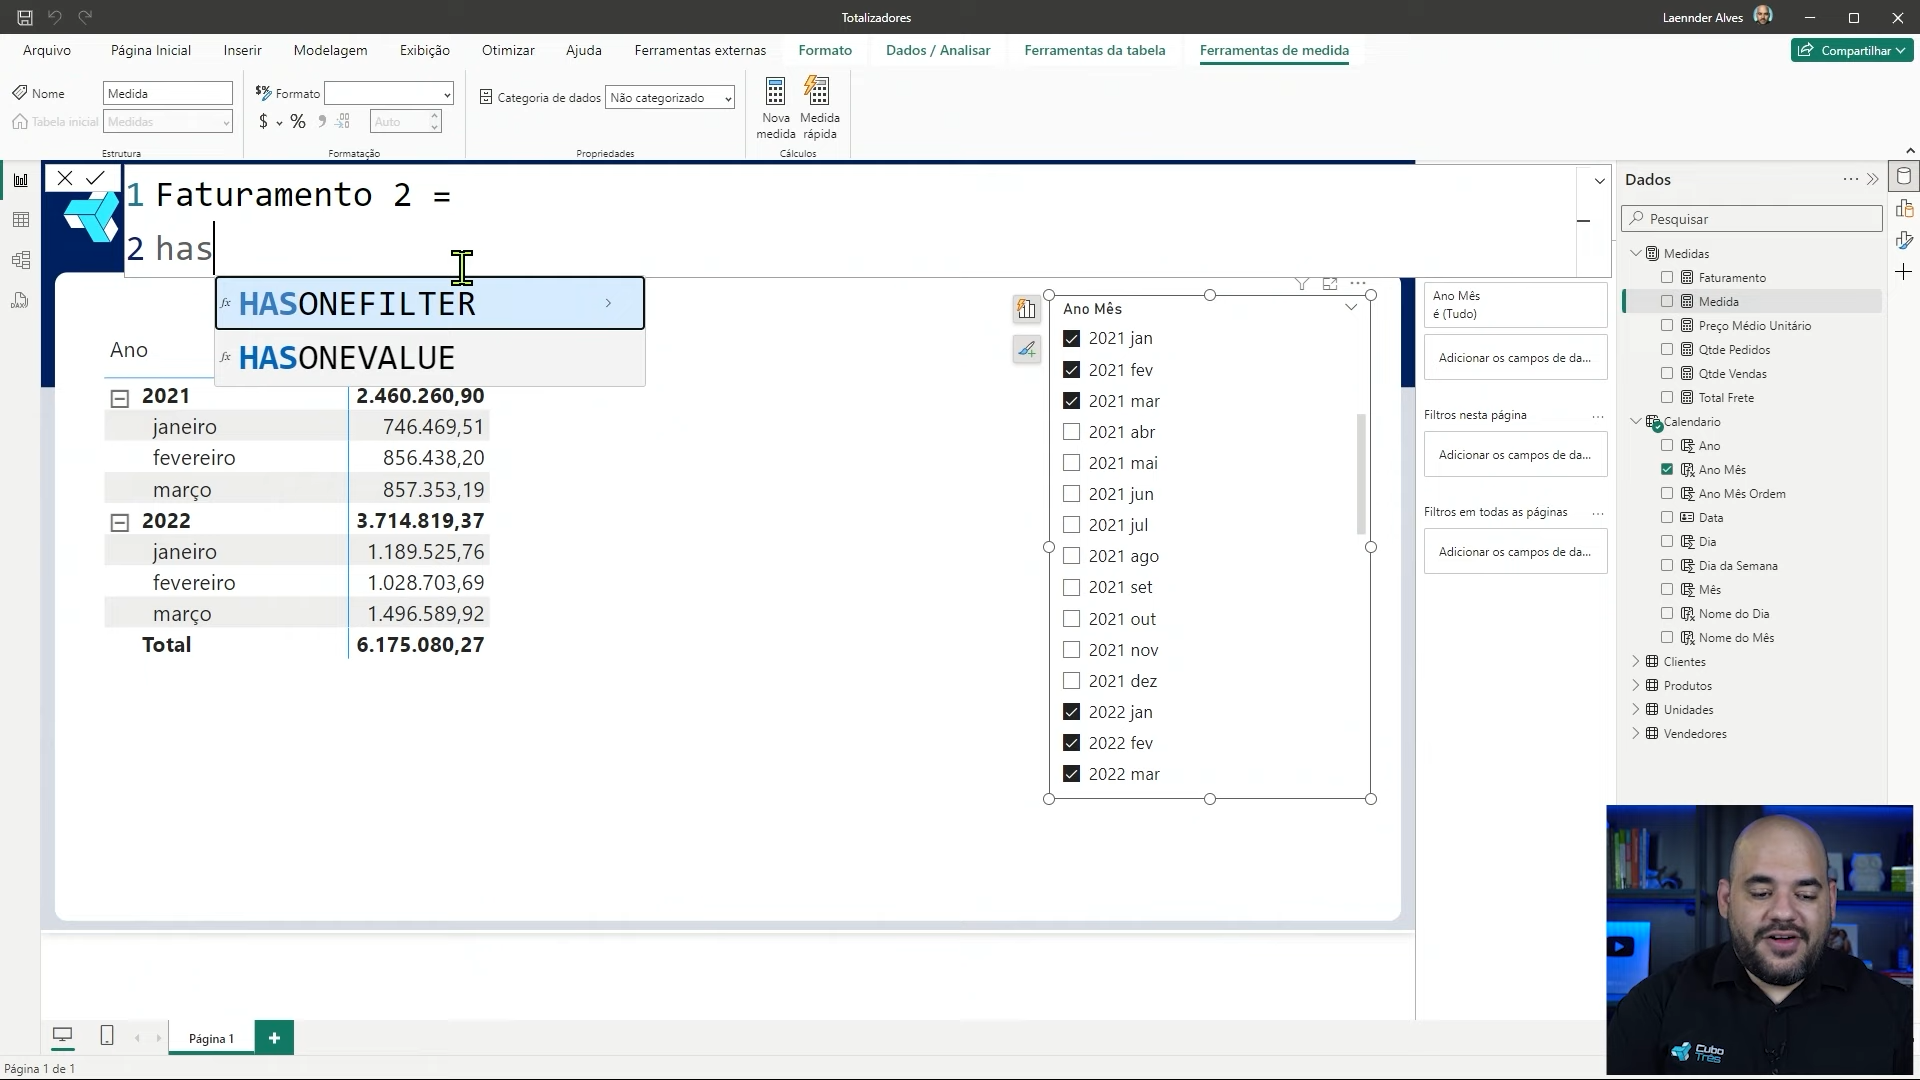 Totalizadores
Laennder Alves
Arquivo
Página Inicial
Inserir
Modelagem
Exibição
Otimizar
Ajuda
Ferramentas externas
Formato
Dados / Analisar
Ferramentas da tabela
Ferramentas de medida
Compartilhar
Nome
Medida
Tabela inicial
Medidas
Estrutura
Formato
$ % 9
Auto
Formatação
Categoria de dados
Não categorizado
Propriedades
Nova medida
Medida rápida
Cálculos
1 Faturamento 2 =
2 has
HASONEFILTER
HASONEVALUE
Ano
2021 2.460.260,90
janeiro 746.469,51
fevereiro 856.438,20
março 857.353,19
2022 3.714.819,37
janeiro 1.189.525,76
fevereiro 1.028.703,69
março 1.496.589,92
Total 6.175.080,27
Ano Mês
2021 jan
2021 fev
2021 mar
2021 abr
2021 mai
2021 jun
2021 jul
2021 ago
2021 set
2021 out
2021 nov
2021 dez
2022 jan
2022 fev
2022 mar
Ano Mês
é (Tudo)
Adicionar os campos de da...
Filtros nesta página
Adicionar os campos de da...
Filtros em todas as páginas
Adicionar os campos de da...
Dados
Pesquisar
Medidas
Faturamento
Medida
Preço Médio Unitário
Qtde Pedidos
Qtde Vendas
Total Frete
Calendario
Ano
Ano Mês
Ano Mês Ordem
Data
Dia
Dia da Semana
Mês
Nome do Dia
Nome do Mês
Clientes
Produtos
Unidades
Vendedores
Cubo
Três
Página 1
Página 1 de 1